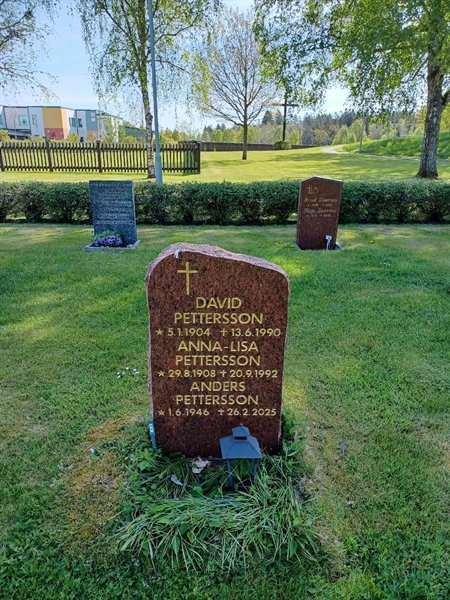 DAVID
PETTERSSON
★ 5.1.1904 ✝ 13.6.1990
ANNA-LISA
PETTERSSON
★ 29.8.1908 ✝ 20.9.1992
ANDERS
PETTERSSON
★ 1.6.1946 ✝ 26.2.2025